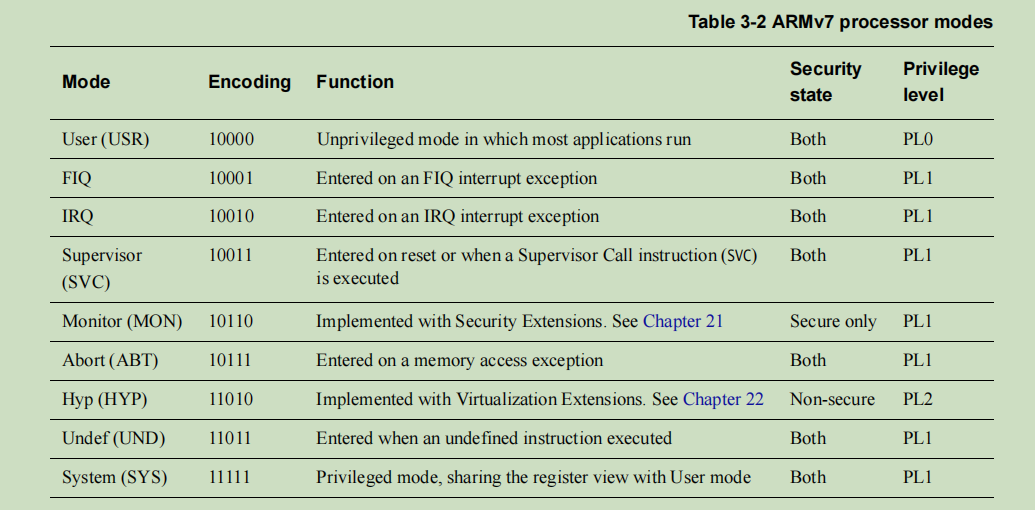 Table 3-2 ARMv7 processor modes
Mode Encoding Function Security state Privilege level
User (USR) 10000 Unprivileged mode in which most applications run Both PL0
FIQ 10001 Entered on an FIQ interrupt exception Both PL1
IRQ 10010 Entered on an IRQ interrupt exception Both PL1
Supervisor (SVC) 10011 Entered on reset or when a Supervisor Call instruction (SVC) is executed Both PL1
Monitor (MON) 10110 Implemented with Security Extensions. See Chapter 21 Secure only PL1
Abort (ABT) 10111 Entered on a memory access exception Both PL1
Hyp (HYP) 11010 Implemented with Virtualization Extensions. See Chapter 22 Non-secure PL2
Undef (UND) 11011 Entered when an undefined instruction executed Both PL1
System (SYS) 11111 Privileged mode, sharing the register view with User mode Both PL1